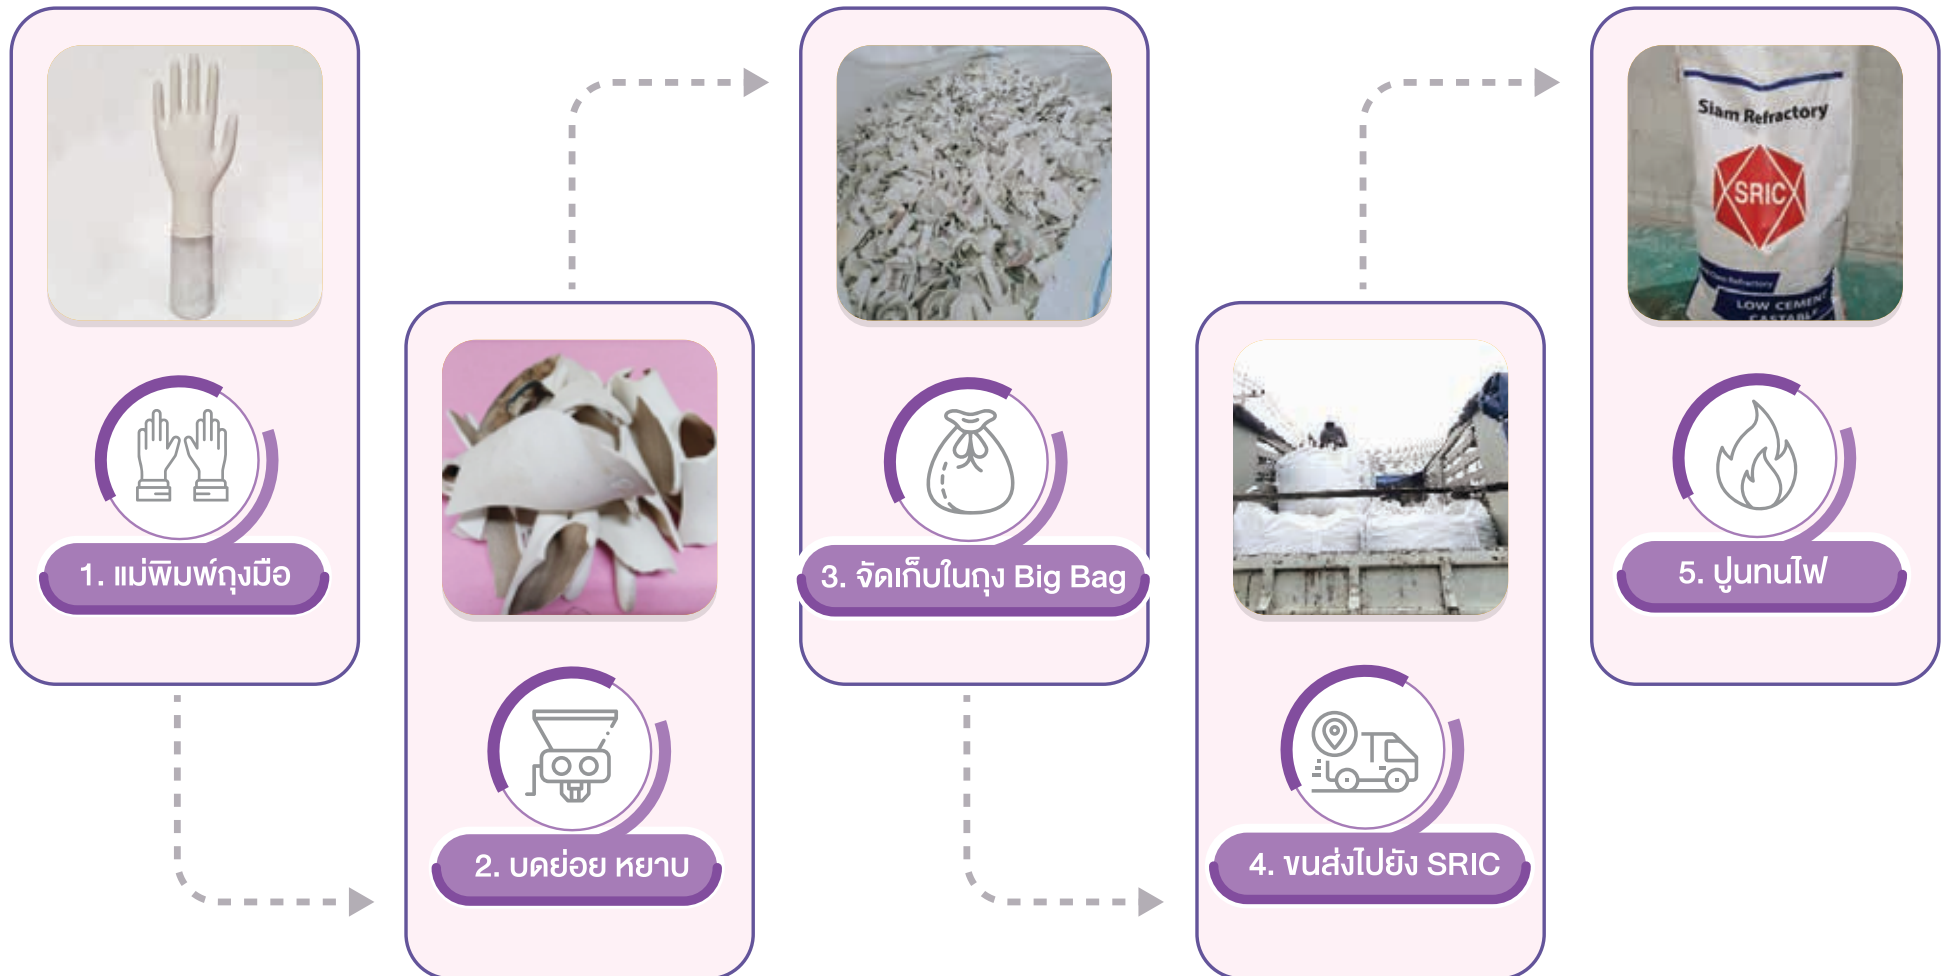 1. แม่พิมพ์ถุงมือ
2. บดย่อย หยาบ
3. จัดเก็บในถุง Big Bag
4. ขนส่งไปยัง SRIC
Siam Refractory
SRIC
Refractory
LOW CEMENT
CASTABLE
5. ปูนทนไฟ